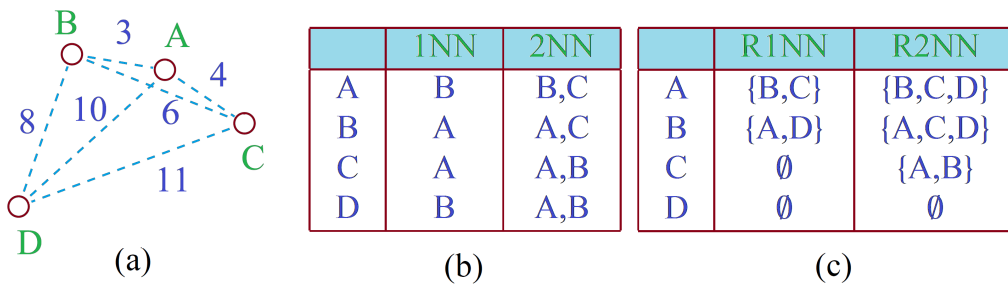 B
3
A
4
8
10
6
C
11
D
(a)
1NN 2NN
A B B,C
B A A,C
C A A,B
D B A,B
(b)
R1NN R2NN
A {B,C} {B,C,D}
B {A,D} {A,C,D}
C ∅ {A,B}
D ∅ ∅
(c)